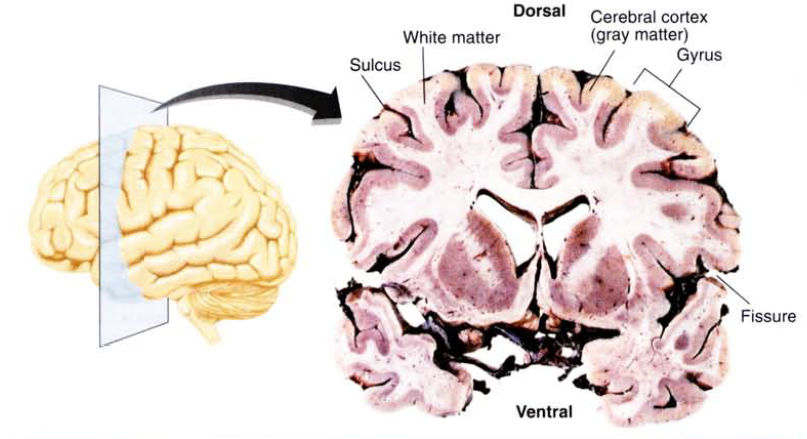 Dorsal
Cerebral cortex
(gray matter)
White matter
Gyrus
Sulcus
Fissure
Ventral